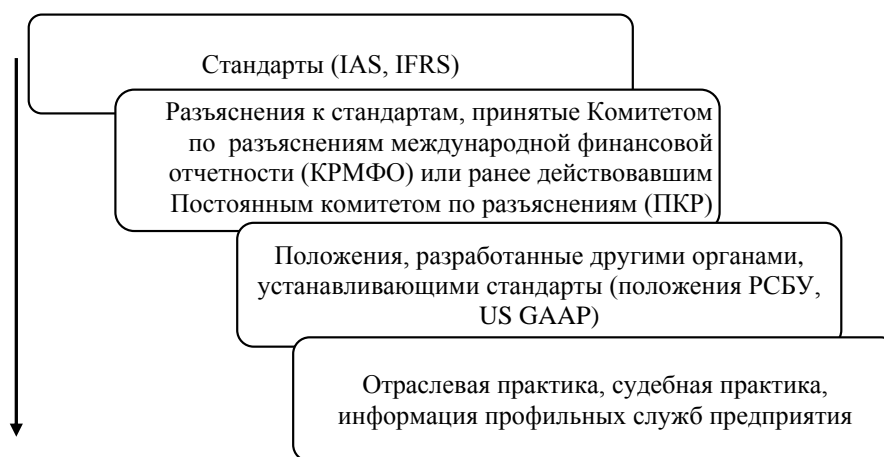 Стандарты (IAS, IFRS)
Разъяснения к стандартам, принятые Комитетом
по разъяснениям международной финансовой
отчетности (КРМФО) или ранее действовавшим
Постоянным комитетом по разъяснениям (ПКР)
Положения, разработанные другими органами,
устанавливающими стандарты (положения РСБУ,
US GAAP)
Отраслевая практика, судебная практика,
информация профильных служб предприятия